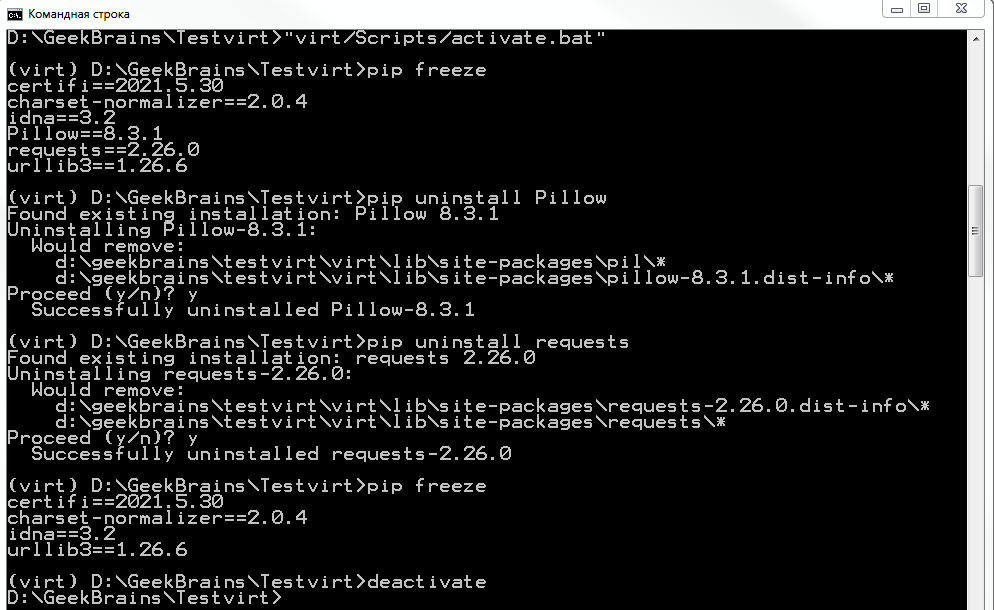 Командная строка
D:\GeekBrains\Testvirt>"virt/Scripts/activate.bat"
(virt) D:\GeekBrains\Testvirt>pip freeze
certifi==2021.5.30
charset-normalizer==2.0.4
idna==3.2
Pillow==8.3.1
requests==2.26.0
urllib3==1.26.6
(virt) D:\GeekBrains\Testvirt>pip uninstall Pillow
Found existing installation: Pillow 8.3.1
Uninstalling Pillow-8.3.1:
  Would remove:
    d:\geekbrains\testvirt\virt\lib\site-packages\pil\*
    d:\geekbrains\testvirt\virt\lib\site-packages\pillow-8.3.1.dist-info\*
Proceed (y/n)? y
  Successfully uninstalled Pillow-8.3.1
(virt) D:\GeekBrains\Testvirt>pip uninstall requests
Found existing installation: requests 2.26.0
Uninstalling requests-2.26.0:
  Would remove:
    d:\geekbrains\testvirt\virt\lib\site-packages\requests-2.26.0.dist-info\*
    d:\geekbrains\testvirt\virt\lib\site-packages\requests\*
Proceed (y/n)? y
  Successfully uninstalled requests-2.26.0
(virt) D:\GeekBrains\Testvirt>pip freeze
certifi==2021.5.30
charset-normalizer==2.0.4
idna==3.2
urllib3==1.26.6
(virt) D:\GeekBrains\Testvirt>deactivate
D:\GeekBrains\Testvirt>